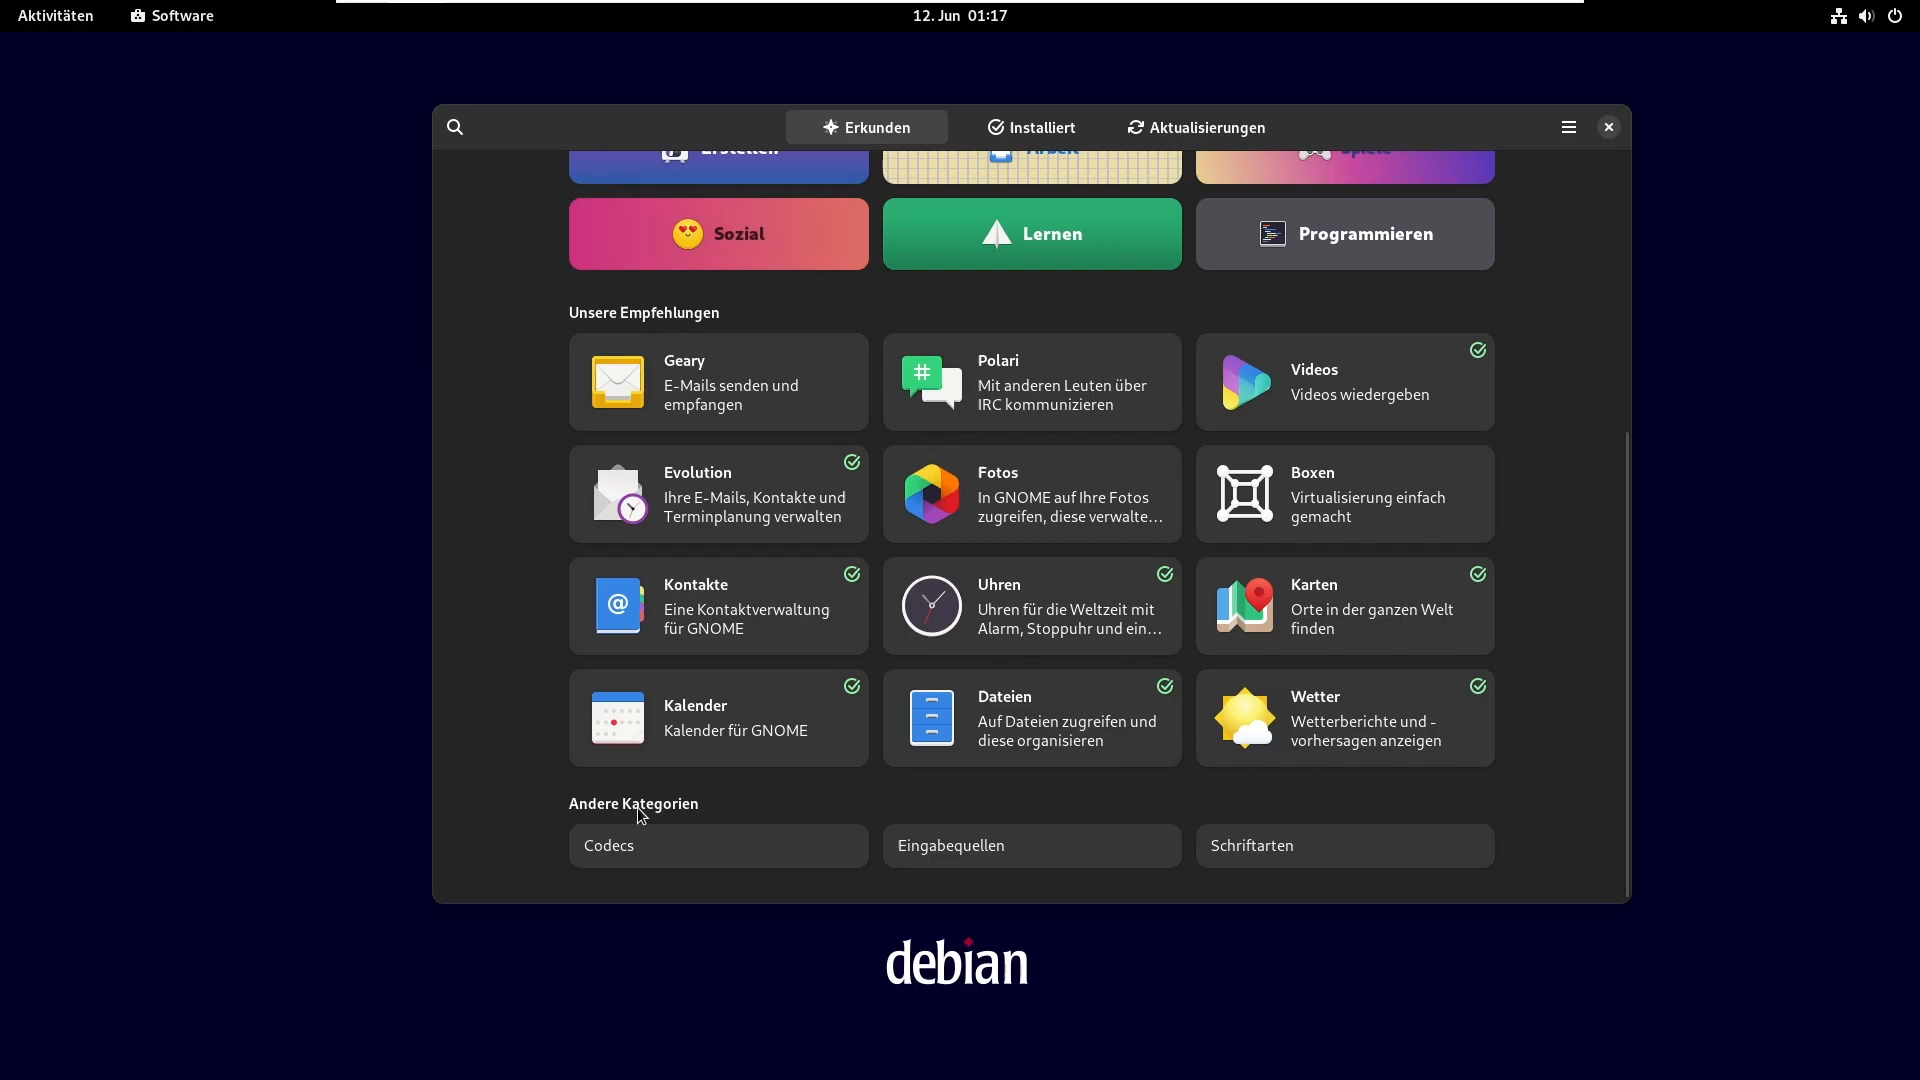 Aktivitäten
Software
12. Jun 01:17
Erkunden
Installiert
Aktualisierungen
Erstellen
Arbeit
Spiele
Sozial
Lernen
Programmieren
Unsere Empfehlungen
Geary
E-Mails senden und
empfangen
Polari
Mit anderen Leuten über
IRC kommunizieren
Videos
Videos wiedergeben
Evolution
Ihre E-Mails, Kontakte und
Terminplanung verwalten
Fotos
In GNOME auf Ihre Fotos
zugreifen, diese verwalte…
Boxen
Virtualisierung einfach
gemacht
Kontakte
Eine Kontaktverwaltung
für GNOME
Uhren
Uhren für die Weltzeit mit
Alarm, Stoppuhr und ein…
Karten
Orte in der ganzen Welt
finden
Kalender
Kalender für GNOME
Dateien
Auf Dateien zugreifen und
diese organisieren
Wetter
Wetterberichte und -
vorhersagen anzeigen
Andere Kategorien
Codecs
Eingabequellen
Schriftarten
debian